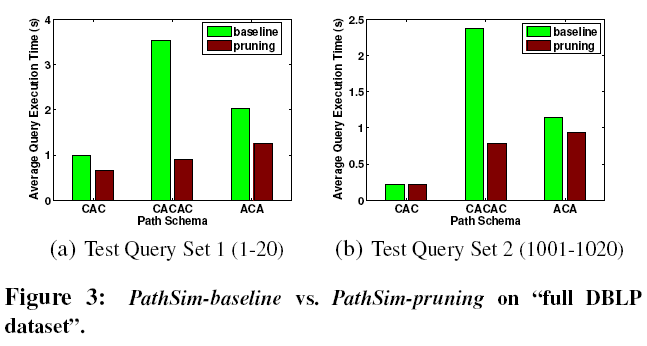 4
3
2
1
0
Average Query Execution Time (s)
baseline
pruning
CAC CACAC ACA
Path Schema
(a) Test Query Set 1 (1-20)
2.5
2
1.5
1
0.5
0
Average Query Execution Time (s)
baseline
pruning
CAC CACAC ACA
Path Schema
(b) Test Query Set 2 (1001-1020)
Figure 3: PathSim-baseline vs. PathSim-pruning on “full DBLP
dataset”.